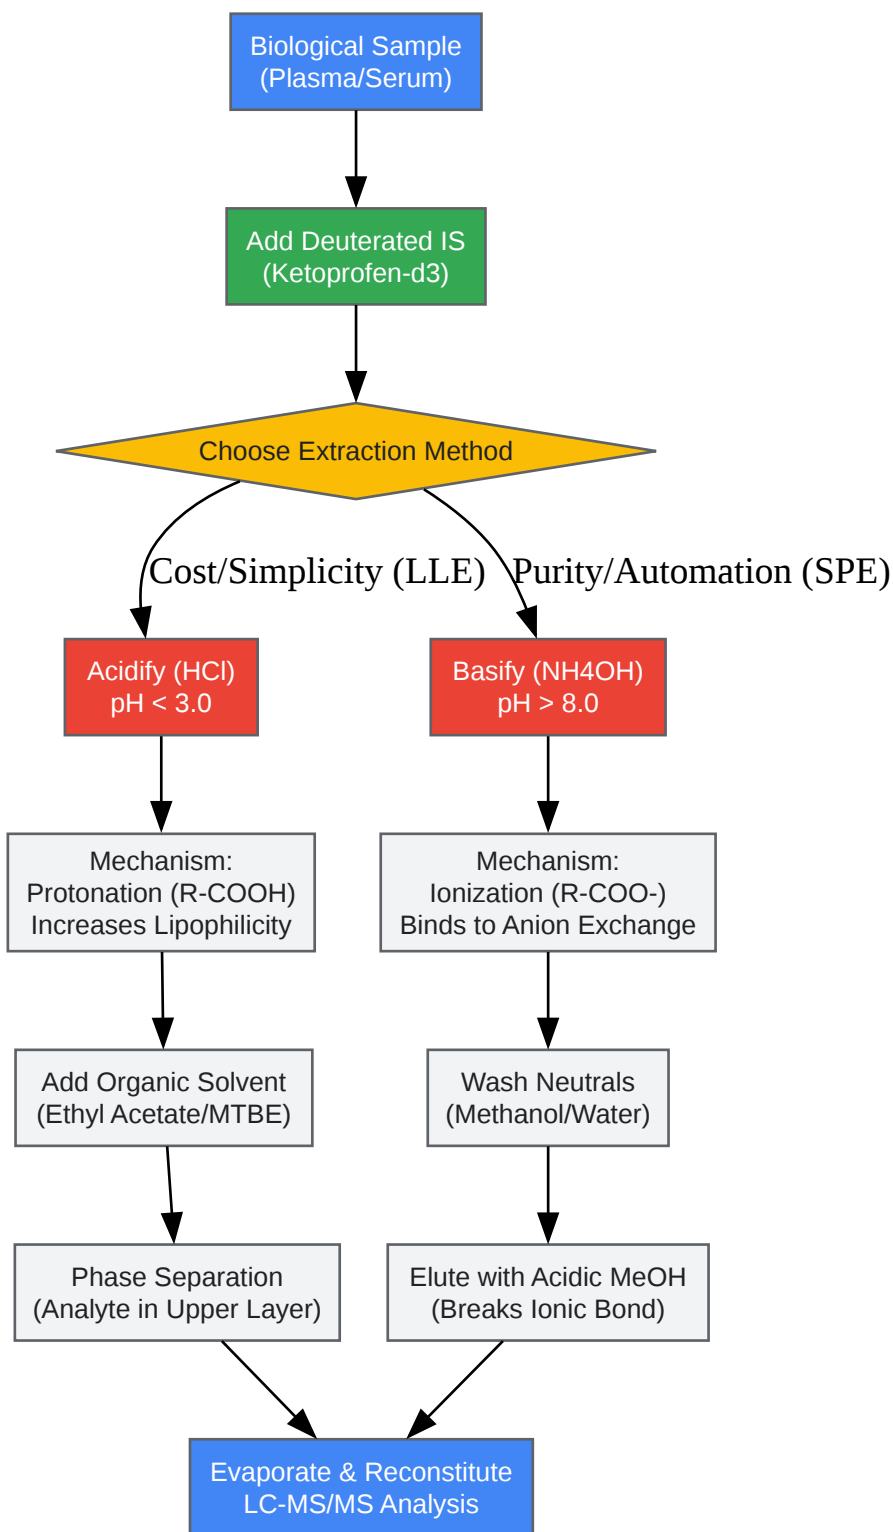 Biological Sample
(Plasma/Serum)
Add Deuterated IS
(Ketoprofen-d3)
Choose Extraction Method
Cost/Simplicity (LLE)
Purity/Automation (SPE)
Acidify (HCl)
pH < 3.0
Basify (NH4OH)
pH > 8.0
Mechanism:
Protonation (R-COOH)
Increases Lipophilicity
Mechanism:
Ionization (R-COO-)
Binds to Anion Exchange
Add Organic Solvent
(Ethyl Acetate/MTBE)
Wash Neutrals
(Methanol/Water)
Phase Separation
(Analyte in Upper Layer)
Elute with Acidic MeOH
(Breaks Ionic Bond)
Evaporate & Reconstitute
LC-MS/MS Analysis